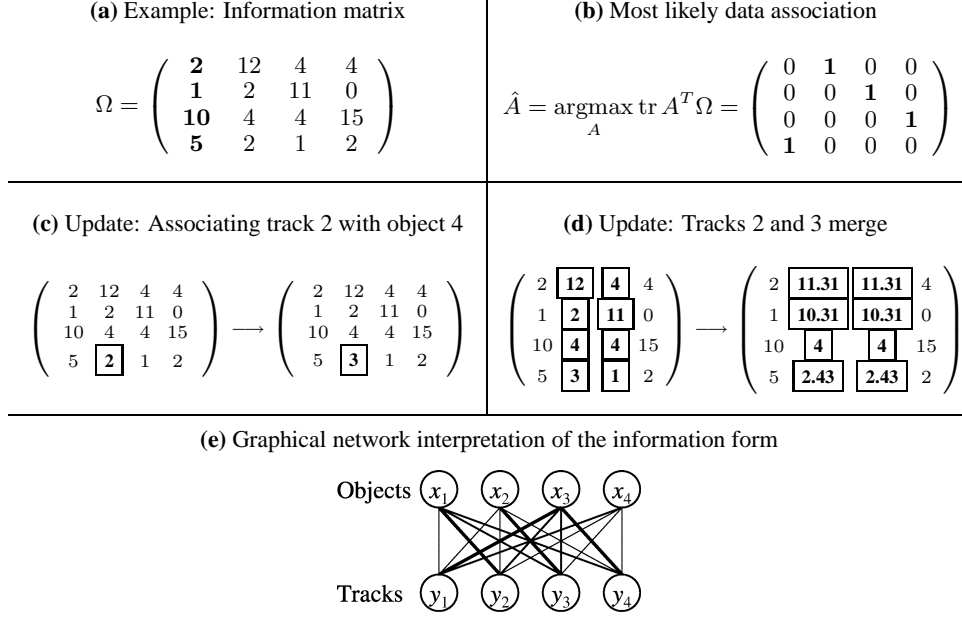 (a) Example: Information matrix
Ω = ( 2 12 4 4
1 2 11 0
10 4 4 15
5 2 1 2 )
(b) Most likely data association
Â = argmax tr AᵀΩ = ( 0 1 0 0
A
0 0 1 0
0 0 0 1
1 0 0 0 )
(c) Update: Associating track 2 with object 4
( 2 12 4 4
1 2 11 0
10 4 4 15
5 2 1 2 )
⟶
( 2 12 4 4
1 2 11 0
10 4 4 15
5 3 1 2 )
(d) Update: Tracks 2 and 3 merge
( 2 12 4 4
1 2 11 0
10 4 4 15
5 3 1 2 )
⟶
( 2 11.31 11.31 4
1 10.31 10.31 0
10 4 4 15
5 2.43 2.43 2 )
(e) Graphical network interpretation of the information form
Objects x₁ x₂ x₃ x₄
Tracks y₁ y₂ y₃ y₄